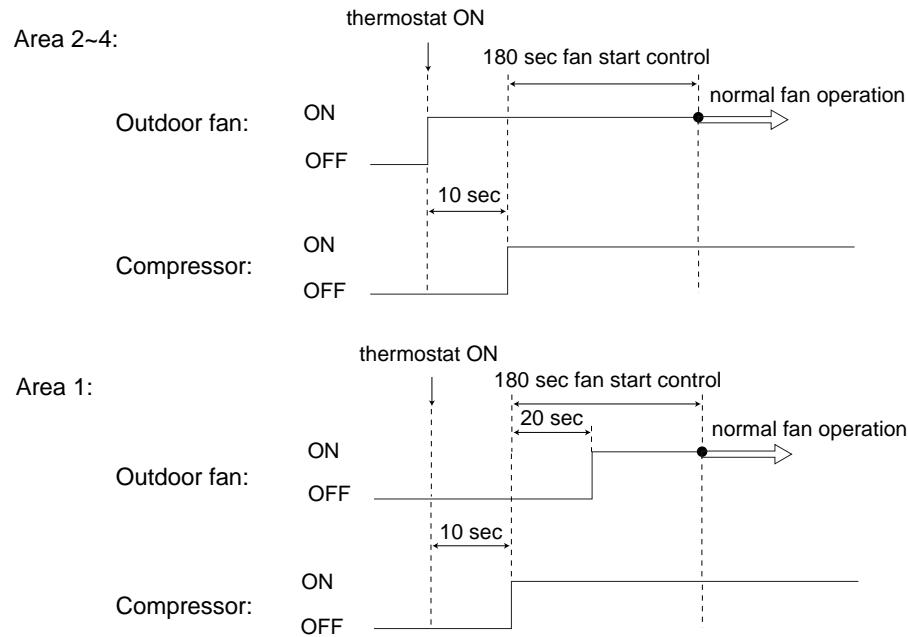 thermostat ON
Area 2~4:
180 sec fan start control
normal fan operation
ON
Outdoor fan:
OFF
10 sec
ON
Compressor:
OFF
thermostat ON
Area 1:
180 sec fan start control
20 sec
normal fan operation
ON
Outdoor fan:
OFF
10 sec
ON
Compressor:
OFF